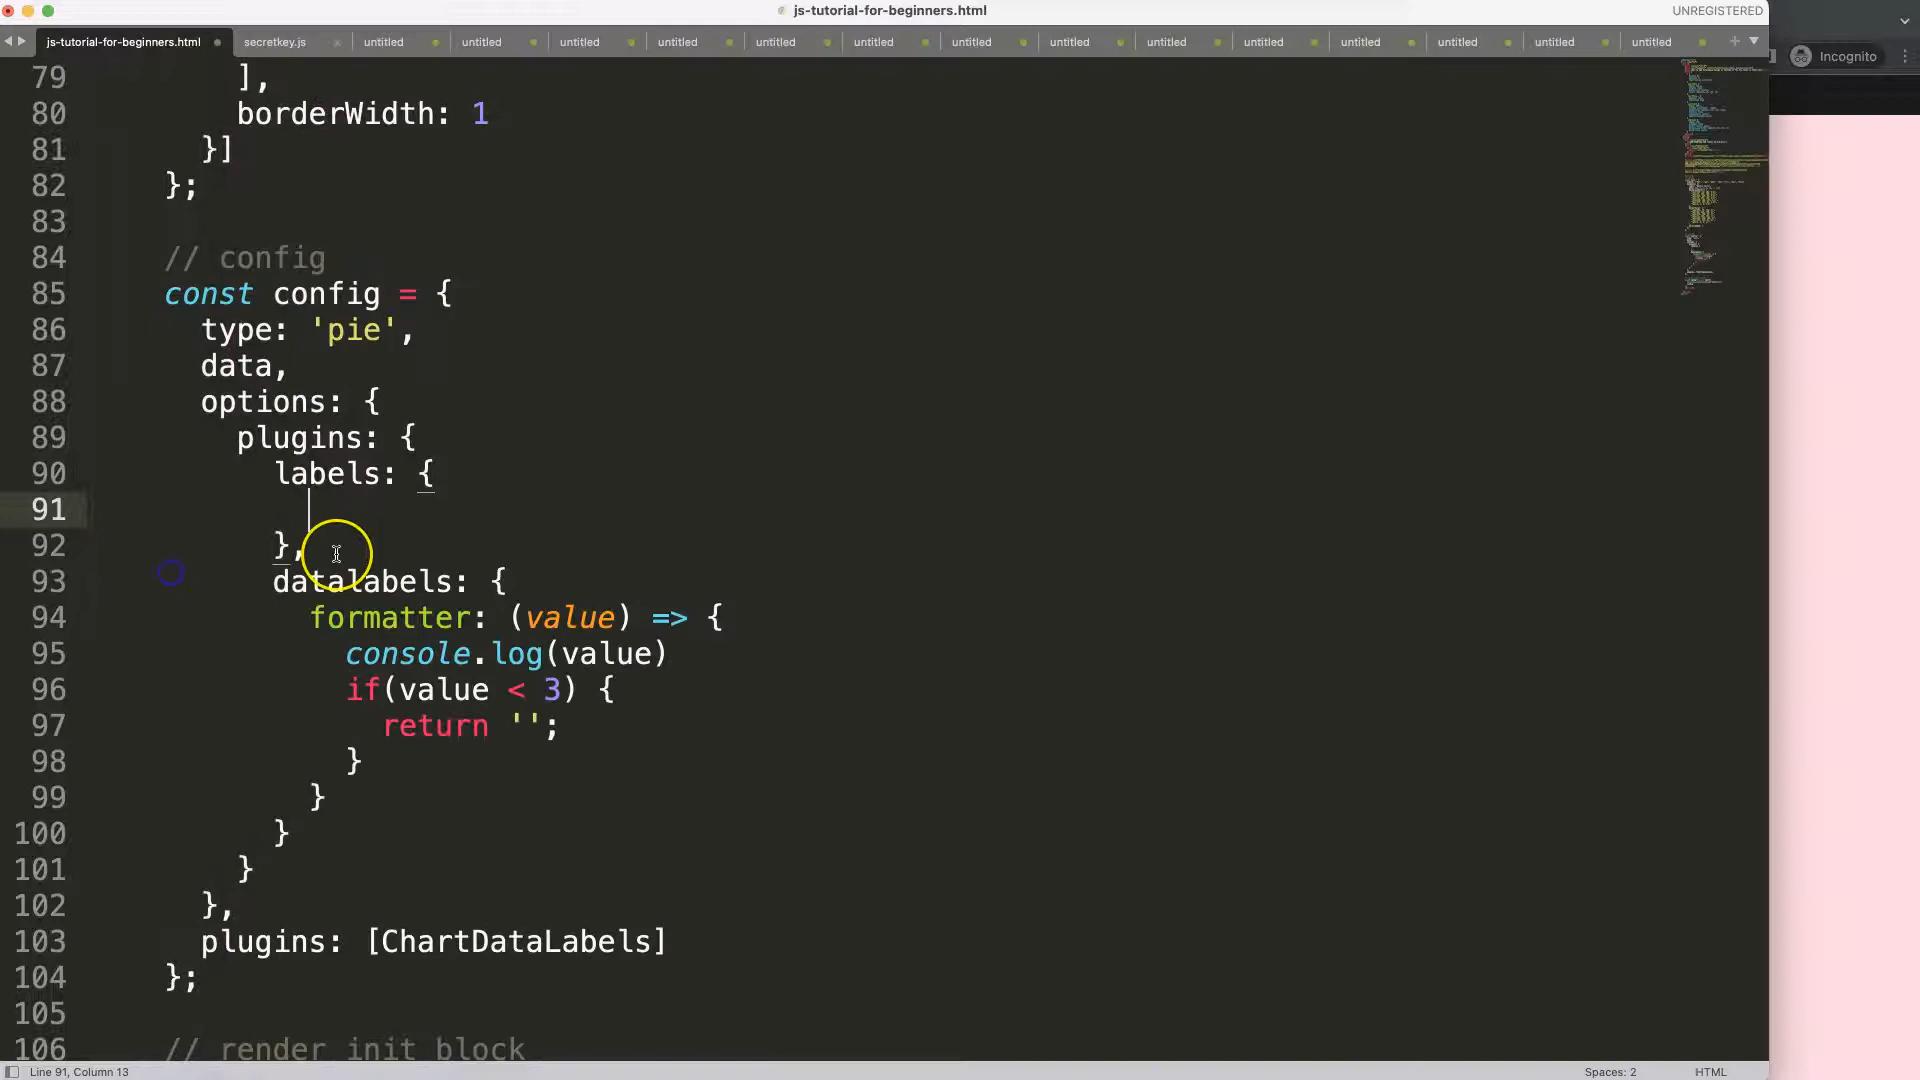 js-tutorial-for-beginners.html
UNREGISTERED
js-tutorial-for-beginners.html secretkey.js untitled untitled untitled untitled untitled untitled untitled untitled untitled untitled untitled untitled untitled untitled
Incognito
79 ],
80 borderWidth: 1
81 }]
82 };
83
84 // config
85 const config = {
86 type: 'pie',
87 data,
88 options: {
89 plugins: {
90 labels: {
91
92 },
93 datalabels: {
94 formatter: (value) => {
95 console.log(value)
96 if(value < 3) {
97 return '';
98 }
99 }
100 }
101 }
102 },
103 plugins: [ChartDataLabels]
104 };
105
106 // render init block
Line 91, Column 13
Spaces: 2
HTML